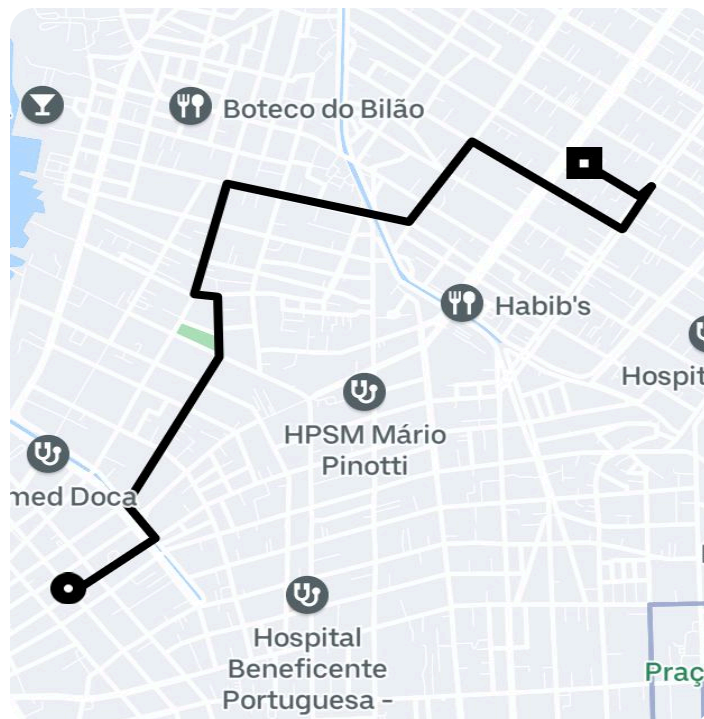 Boteco do Bilão
Habib's
Hospit
HPSM Mário
Pinotti
med Doca
Hospital
Beneficente
Portuguesa -
Praç